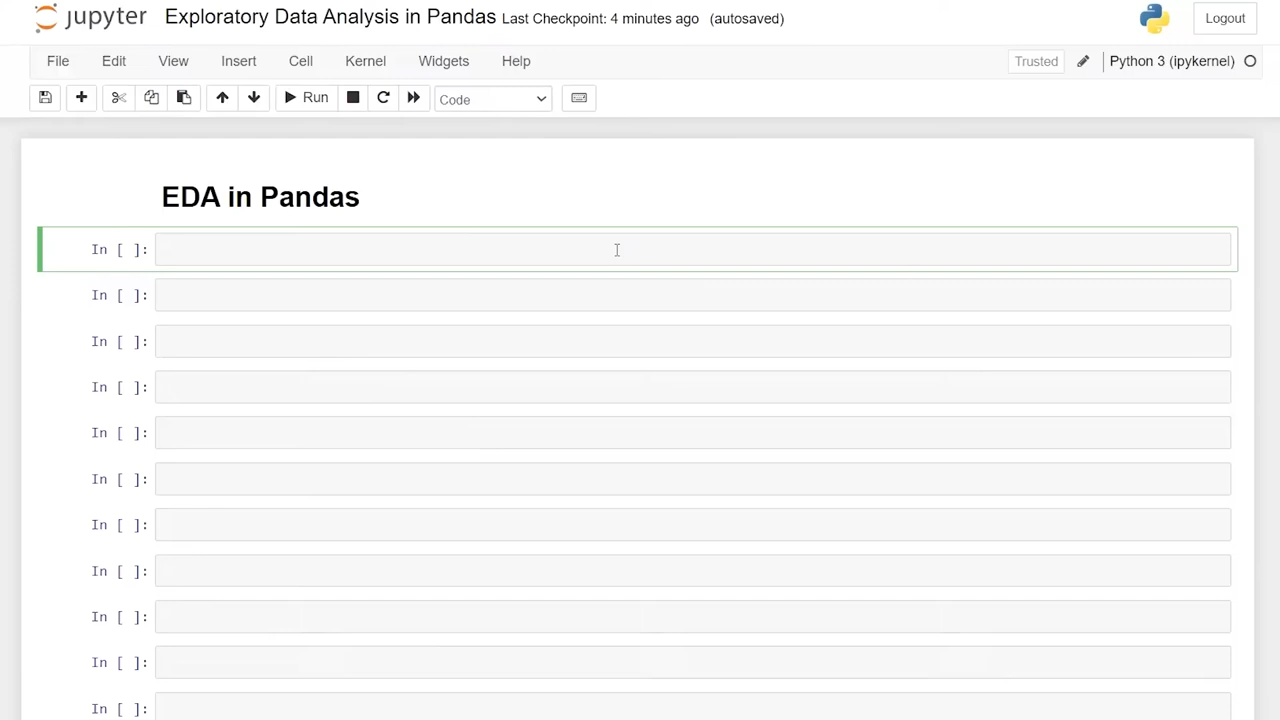 jupyter Exploratory Data Analysis in Pandas Last Checkpoint: 4 minutes ago (autosaved) Logout
File Edit View Insert Cell Kernel Widgets Help Trusted Python 3 (ipykernel)
Run Code
EDA in Pandas
In [ ]:
In [ ]:
In [ ]:
In [ ]:
In [ ]:
In [ ]:
In [ ]:
In [ ]:
In [ ]:
In [ ]:
In [ ]: